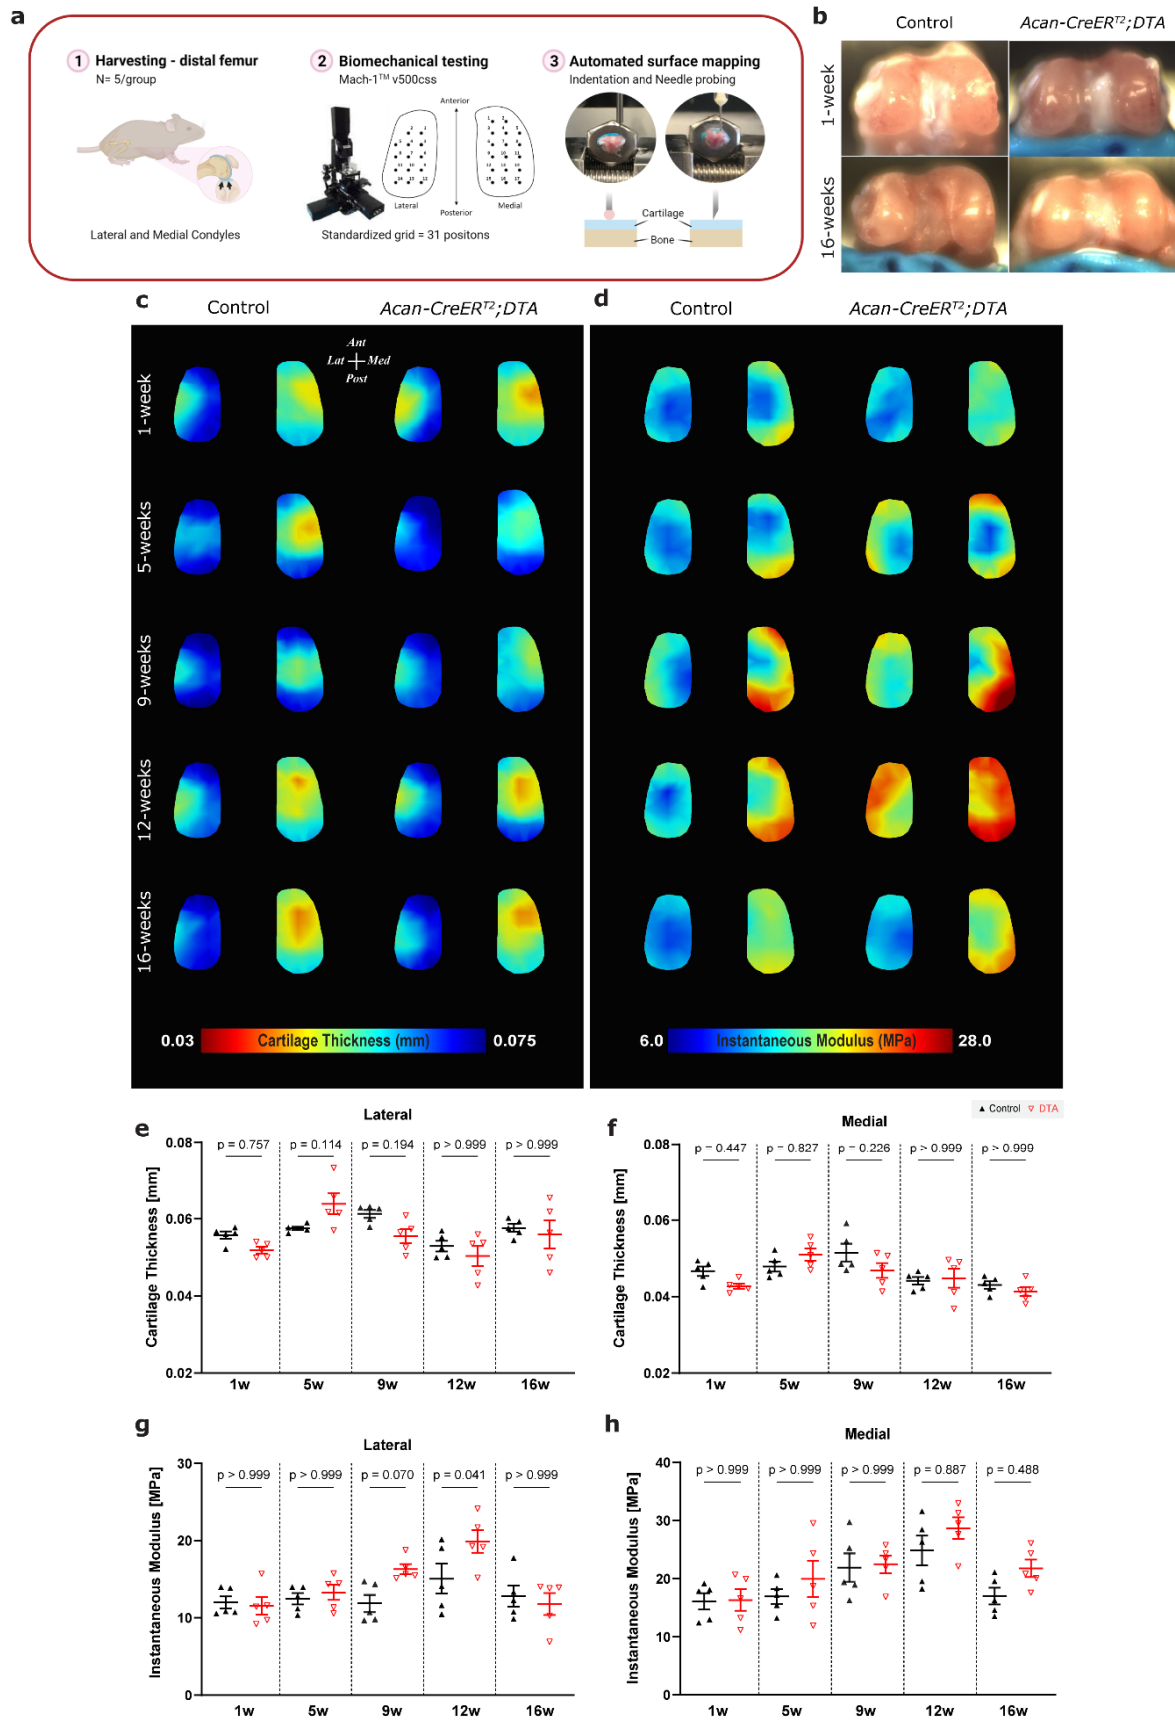 a
1 Harvesting - distal femur
N= 5/group
Lateral and Medial Condyles
2 Biomechanical testing
Mach-1TM v500css
Anterior
Posterior
Lateral
Medial
Standardized grid = 31 positons
3 Automated surface mapping
Indentation and Needle probing
Cartilage
Bone
b
Control
Acan-CreERT2;DTA
1-week
16-weeks
c
Control
Acan-CreERT2;DTA
Ant
Lat
Med
Post
1-week
5-weeks
9-weeks
12-weeks
16-weeks
0.03
Cartilage Thickness (mm)
0.075
d
Control
Acan-CreERT2;DTA
6.0
Instantaneous Modulus (MPa)
28.0
▲ Control ▽ DTA
e
Lateral
p = 0.757
p = 0.114
p = 0.194
p > 0.999
p > 0.999
Cartilage Thickness [mm]
0.08
0.06
0.04
0.02
1w
5w
9w
12w
16w
f
Medial
p = 0.447
p = 0.827
p = 0.226
p > 0.999
p > 0.999
Cartilage Thickness [mm]
0.08
0.06
0.04
0.02
1w
5w
9w
12w
16w
g
Lateral
p > 0.999
p > 0.999
p = 0.070
p = 0.041
p > 0.999
Instantaneous Modulus [MPa]
30
20
10
0
1w
5w
9w
12w
16w
h
Medial
p > 0.999
p > 0.999
p > 0.999
p = 0.887
p = 0.488
Instantaneous Modulus [MPa]
40
30
20
10
0
1w
5w
9w
12w
16w